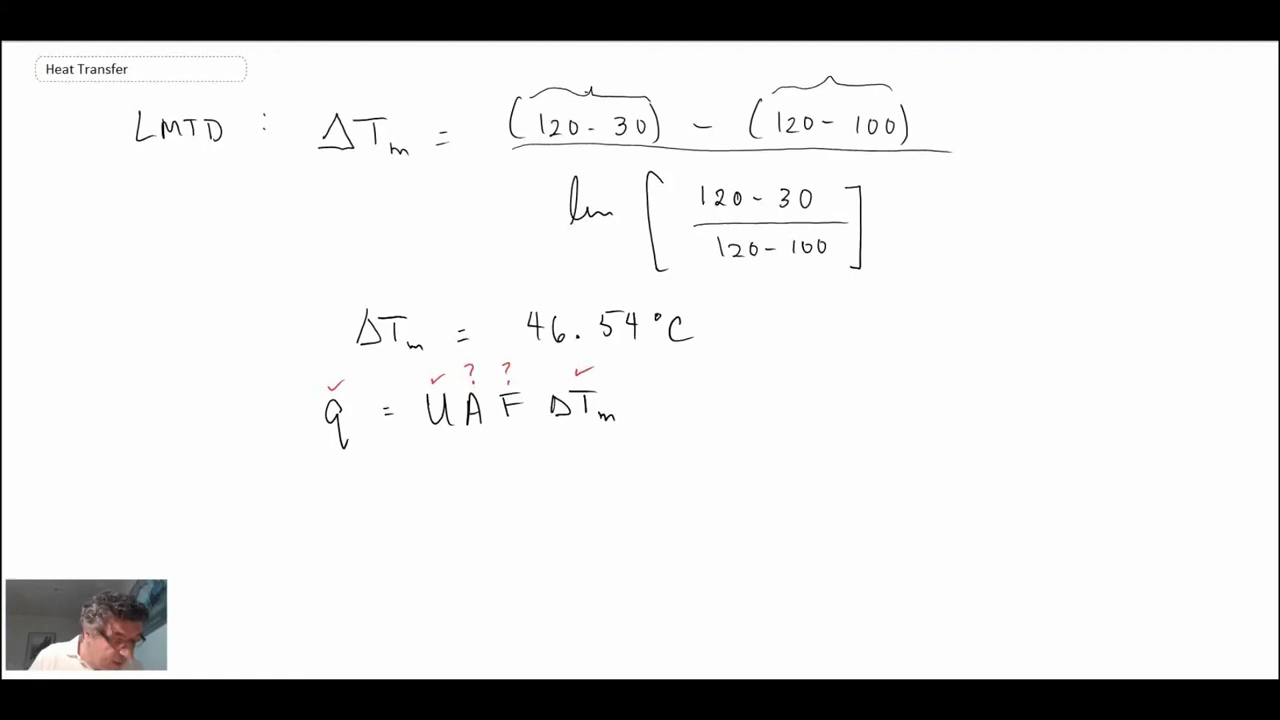 Heat Transfer
LMTD : ΔTm = (120 - 30) - (120 - 100)
ln [ 120 - 30
120 - 100 ]
ΔTm = 46.54 °C
✓ ✓ ? ? ✓
q = U A F ΔTm